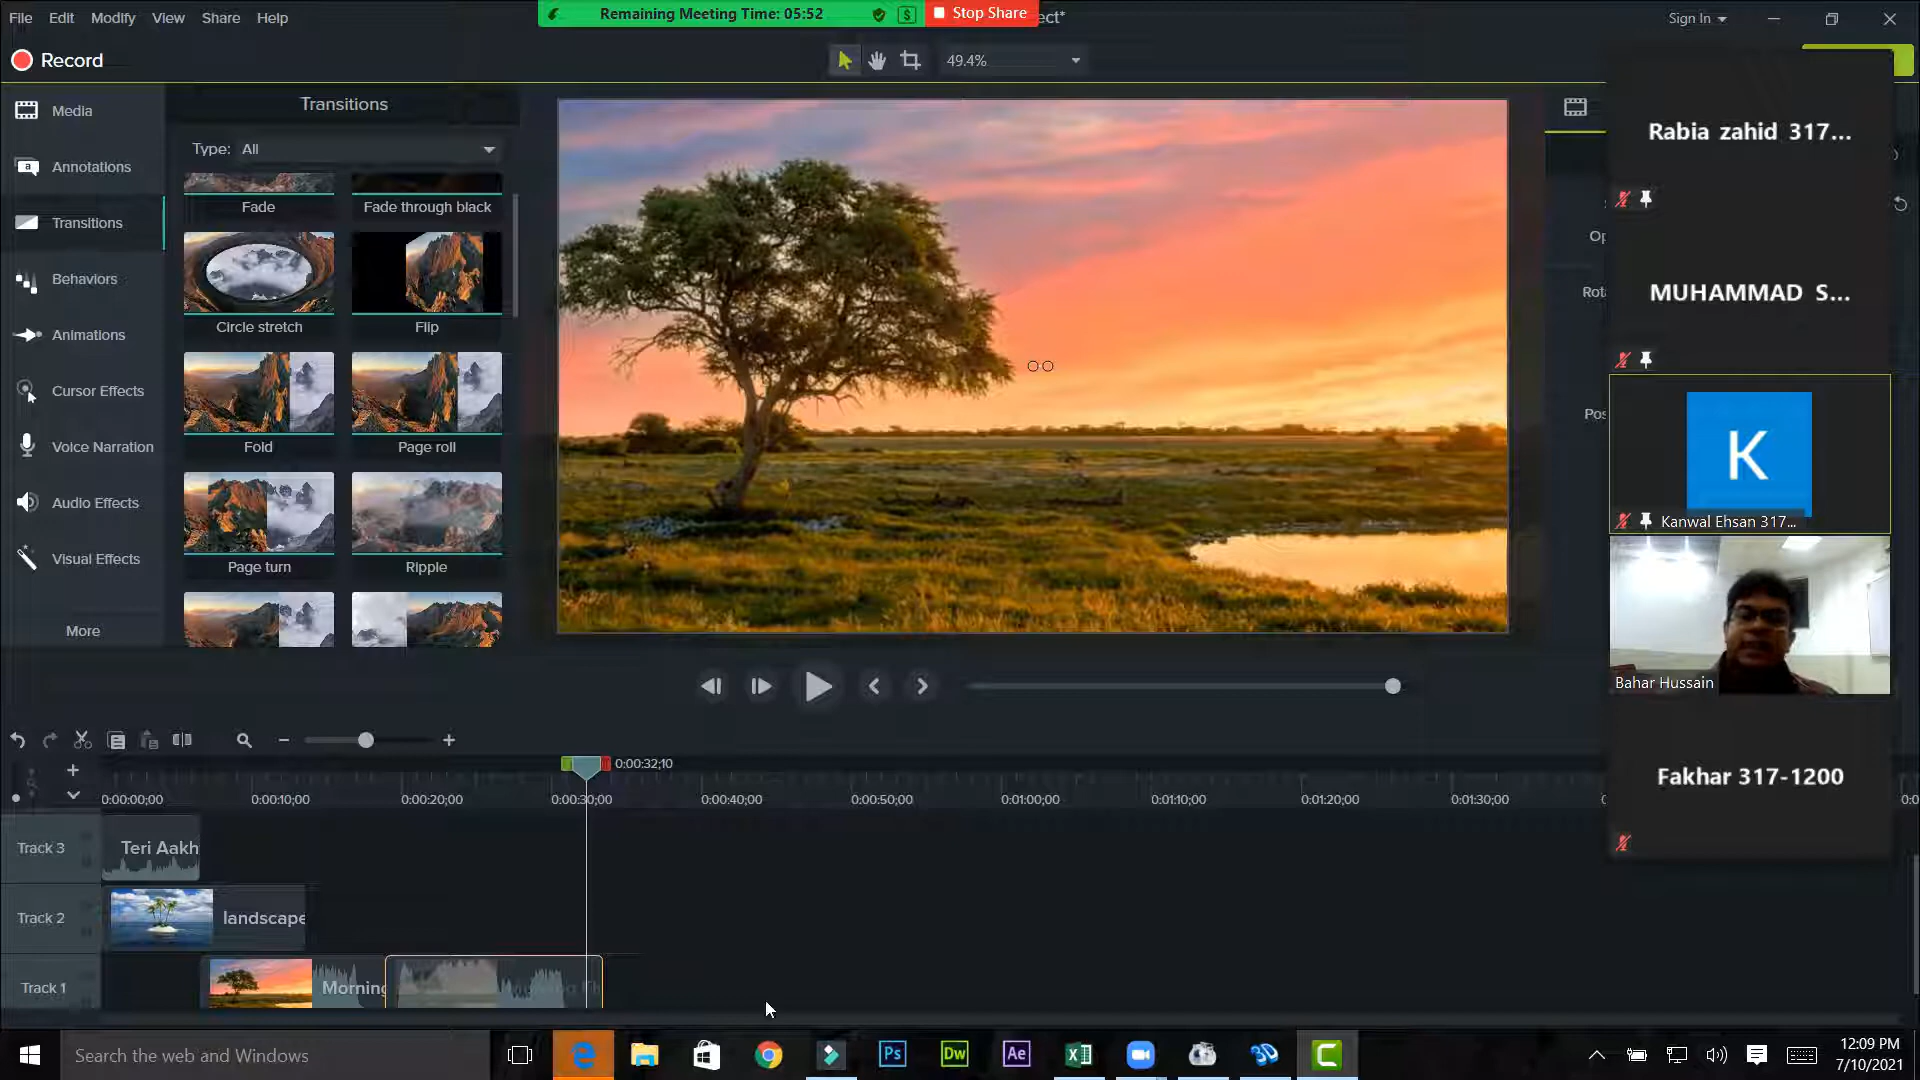 File Edit Modify View Share Help
Remaining Meeting Time: 05:52
Stop Share
ect*
Sign In
Record
49.4%
Media
Annotations
Transitions
Behaviors
Animations
Cursor Effects
Voice Narration
Audio Effects
Visual Effects
More
Transitions
Type: All
Fade
Fade through black
Circle stretch
Flip
Fold
Page roll
Page turn
Ripple
Op
Rot
Pos
Rabia zahid 317...
MUHAMMAD S...
K
Kanwal Ehsan 317...
Bahar Hussain
Fakhar 317-1200
0:00:32;10
0:00:00;00 0:00:10;00 0:00:20;00 0:00:30;00 0:00:40;00 0:00:50;00 0:01:00;00 0:01:10;00 0:01:20;00 0:01:30;00
Track 3
Teri Aakh
Track 2
landscape
Track 1
Morning
Search the web and Windows
Ps
Dw
Ae
3D
12:09 PM
7/10/2021